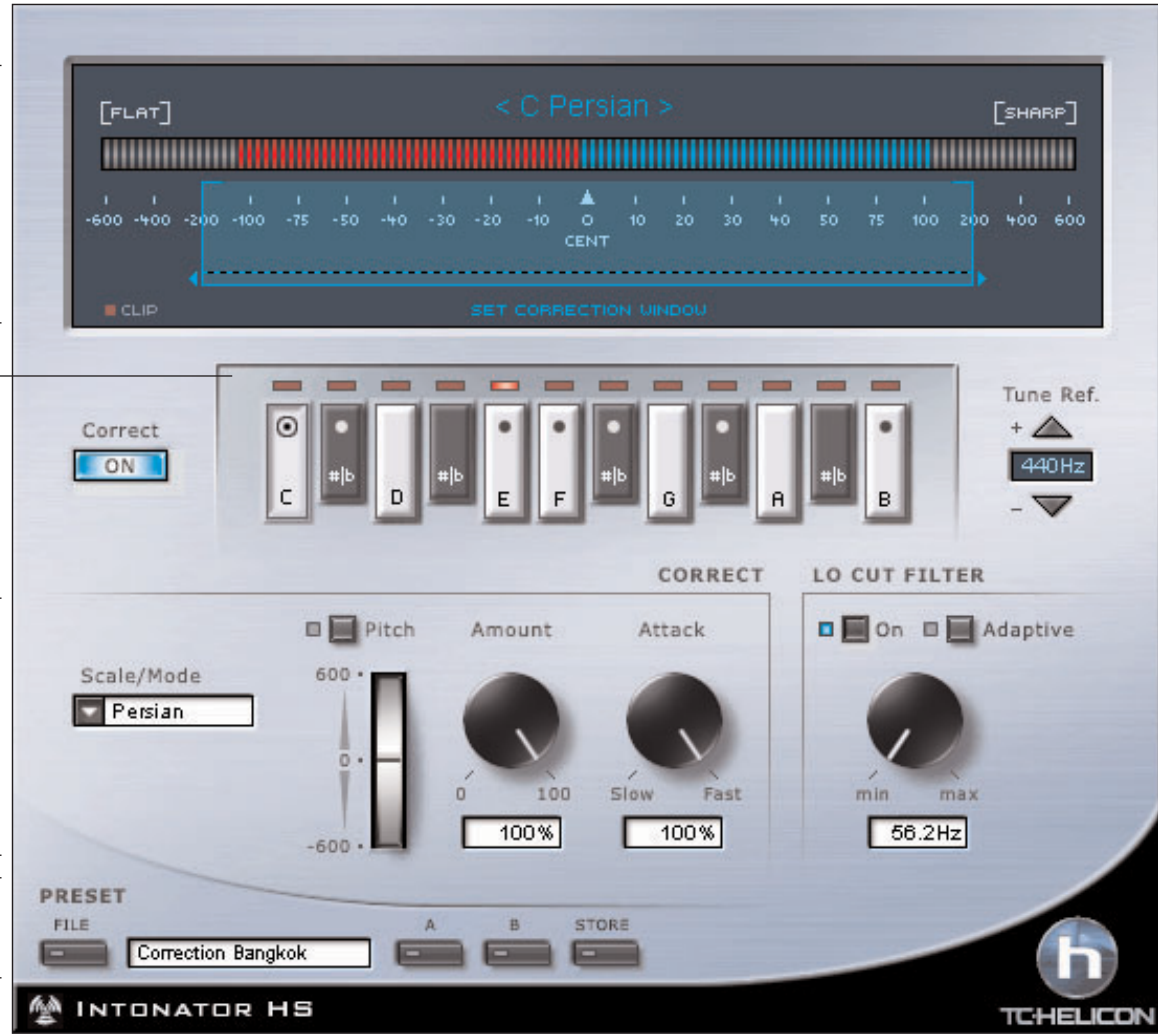 < C Persian >
[FLAT] [SHARP]
-600 -400 -200 -100 -75 -50 -40 -30 -20 -10 0 10 20 30 40 50 75 100 200 400 600
CENT
CLIP SET CORRECTION WINDOW
Tune Ref.
Correct
+
ON
440Hz
#|b #|b #|b #|b #|b
C D E F G A B
-
CORRECT LO CUT FILTER
Pitch Amount Attack On Adaptive
Scale/Mode
600
Persian
0
0 100 Slow Fast min max
100% 100% 56.2Hz
-600
PRESET
FILE A B STORE
Correction Bangkok
h
INTONATOR HS
TC·HELICON